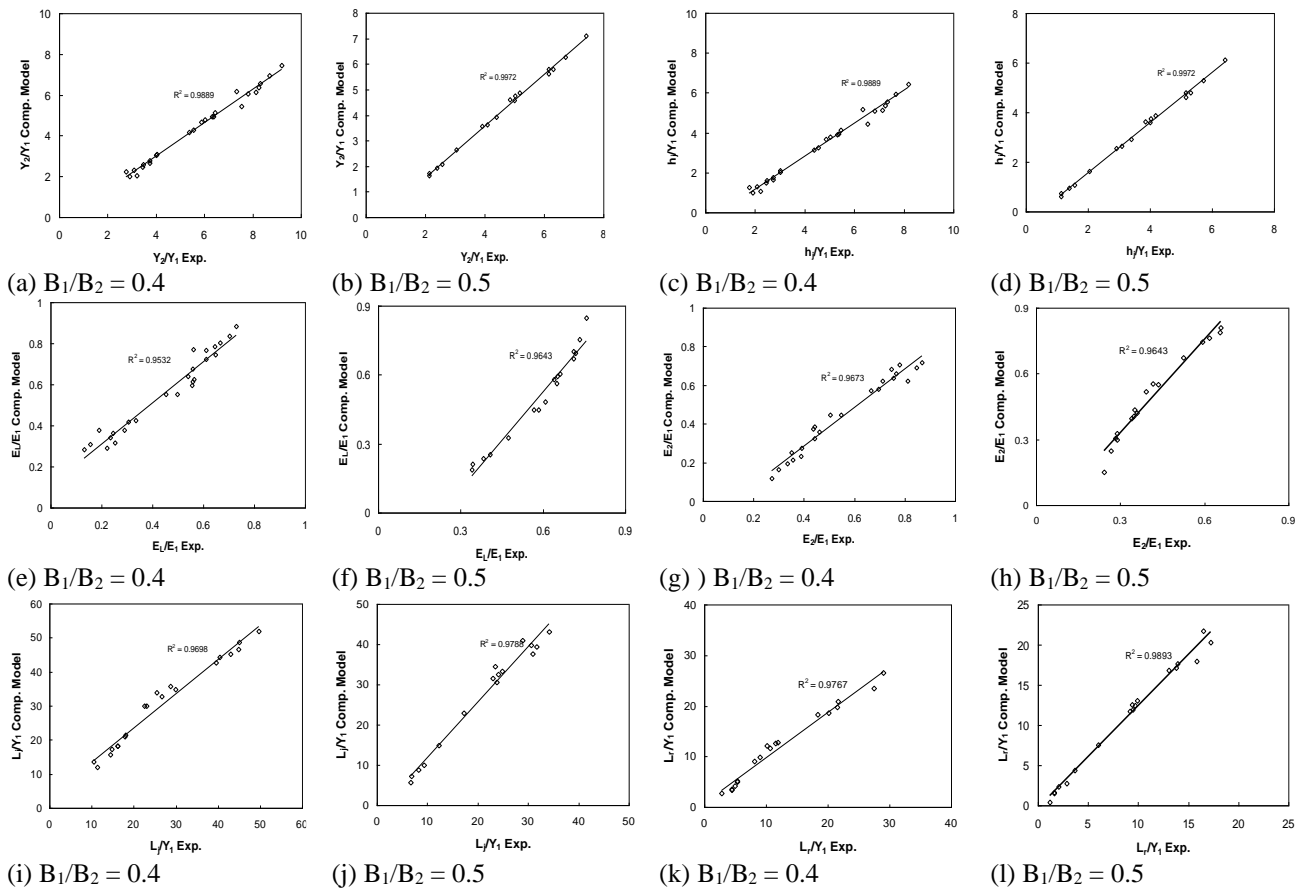 10
8
6
4
2
0
Y₂/Y₁ Comp. Model
R² = 0.9889
0 2 4 6 8 10
Y₂/Y₁ Exp.
(a) B₁/B₂ = 0.4
8
7
6
5
4
3
2
1
0
Y₂/Y₁ Comp. Model
R² = 0.9972
0 2 4 6 8
Y₂/Y₁ Exp.
(b) B₁/B₂ = 0.5
10
8
6
4
2
0
hⱼ/Y₁ Comp. Model
R² = 0.9889
0 2 4 6 8 10
hⱼ/Y₁ Exp.
(c) B₁/B₂ = 0.4
8
6
4
2
0
hⱼ/Y₁ Comp. Model
R² = 0.9972
0 2 4 6 8
hⱼ/Y₁ Exp.
(d) B₁/B₂ = 0.5
1
0.8
0.6
0.4
0.2
0
E_L/E₁ Comp. Model
R² = 0.9532
0 0.2 0.4 0.6 0.8 1
E_L/E₁ Exp.
(e) B₁/B₂ = 0.4
0.9
0.6
0.3
0
E_L/E₁ Comp. Model
R² = 0.9643
0 0.3 0.6 0.9
E_L/E₁ Exp.
(f) B₁/B₂ = 0.5
1
0.8
0.6
0.4
0.2
0
E₂/E₁ Comp. Model
R² = 0.9673
0 0.2 0.4 0.6 0.8 1
E₂/E₁ Exp.
(g) ) B₁/B₂ = 0.4
0.9
0.6
0.3
0
E₂/E₁ Comp. Model
R² = 0.9643
0 0.3 0.6 0.9
E₂/E₁ Exp.
(h) B₁/B₂ = 0.5
60
50
40
30
20
10
0
Lⱼ/Y₁ Comp. Model
R² = 0.9698
0 10 20 30 40 50 60
Lⱼ/Y₁ Exp.
(i) B₁/B₂ = 0.4
50
40
30
20
10
0
Lⱼ/Y₁ Comp. Model
R² = 0.9788
0 10 20 30 40 50
Lⱼ/Y₁ Exp.
(j) B₁/B₂ = 0.5
40
30
20
10
0
Lᵣ/Y₁ Comp. Model
R² = 0.9767
0 10 20 30 40
Lᵣ/Y₁ Exp.
(k) B₁/B₂ = 0.4
25
20
15
10
5
0
Lᵣ/Y₁ Comp. Model
R² = 0.9893
0 5 10 15 20 25
Lᵣ/Y₁ Exp.
(l) B₁/B₂ = 0.5